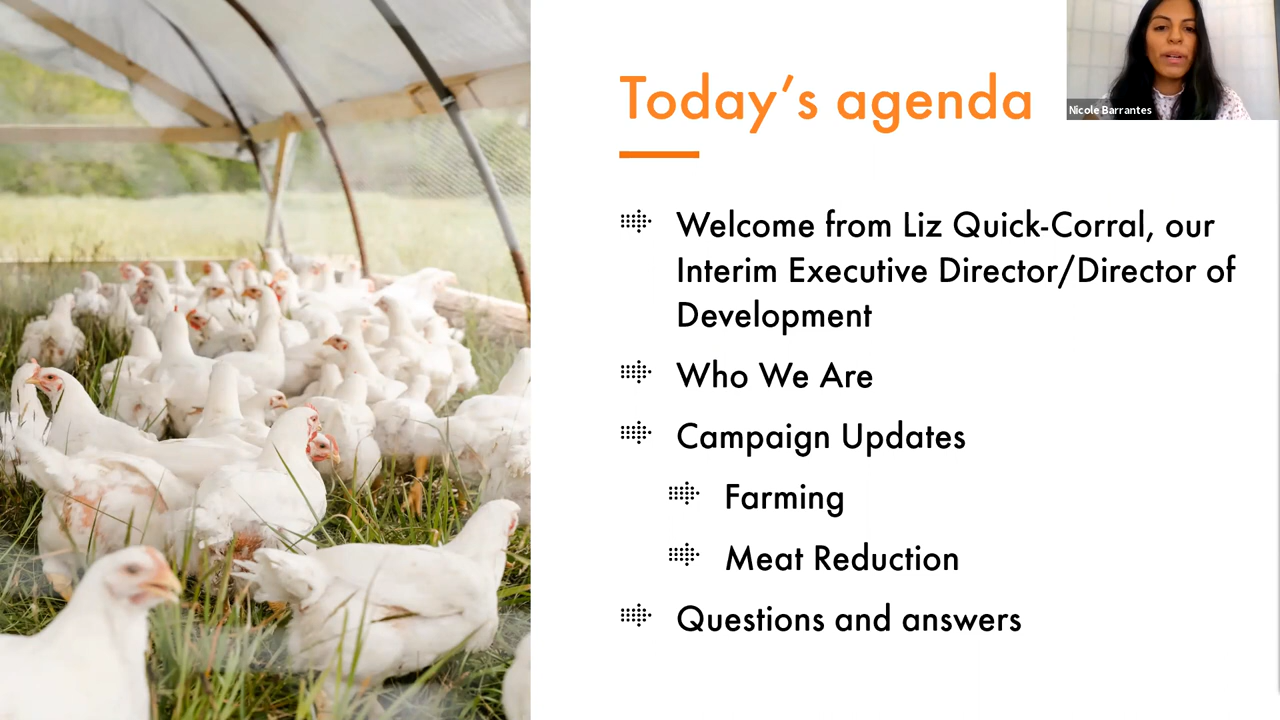 Today’s agenda
Nicole Barrantes
Welcome from Liz Quick-Corral, our
Interim Executive Director/Director of
Development
Who We Are
Campaign Updates
Farming
Meat Reduction
Questions and answers